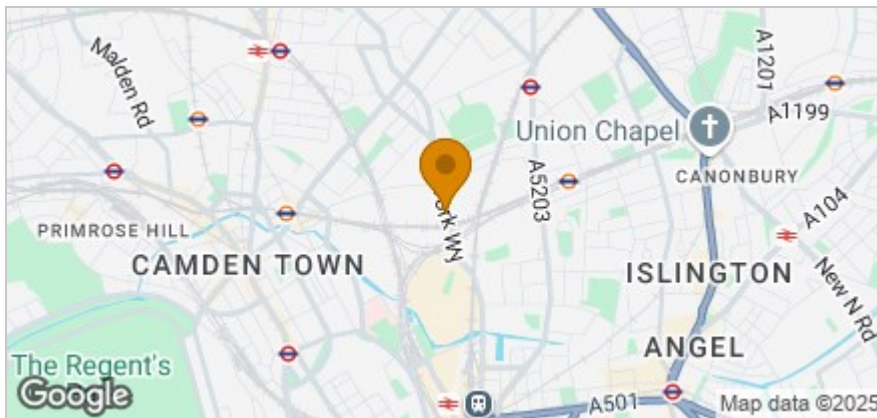 Malden Rd
A1201
A1199
Union Chapel
A5203
CANONBURY
A104
PRIMROSE HILL
CAMDEN TOWN
ISLINGTON
New N Rd
ANGEL
The Regent's
A501
Google
Map data ©2025